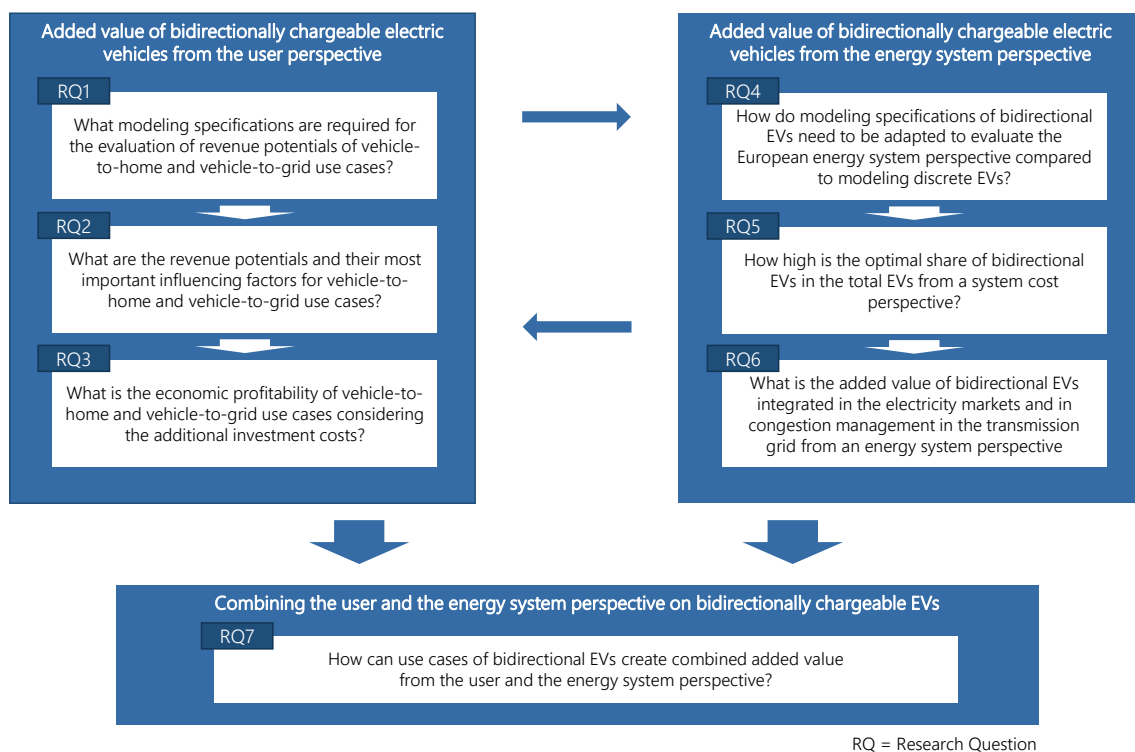 Added value of bidirectionally chargeable electric
vehicles from the user perspective
RQ1
What modeling specifications are required for
the evaluation of revenue potentials of vehicle-
to-home and vehicle-to-grid use cases?
RQ2
What are the revenue potentials and their most
important influencing factors for vehicle-to-
home and vehicle-to-grid use cases?
RQ3
What is the economic profitability of vehicle-to-
home and vehicle-to-grid use cases considering
the additional investment costs?
Added value of bidirectionally chargeable electric
vehicles from the energy system perspective
RQ4
How do modeling specifications of bidirectional
EVs need to be adapted to evaluate the
European energy system perspective compared
to modeling discrete EVs?
RQ5
How high is the optimal share of bidirectional
EVs in the total EVs from a system cost
perspective?
RQ6
What is the added value of bidirectional EVs
integrated in the electricity markets and in
congestion management in the transmission
grid from an energy system perspective
Combining the user and the energy system perspective on bidirectionally chargeable EVs
RQ7
How can use cases of bidirectional EVs create combined added value
from the user and the energy system perspective?
RQ = Research Question